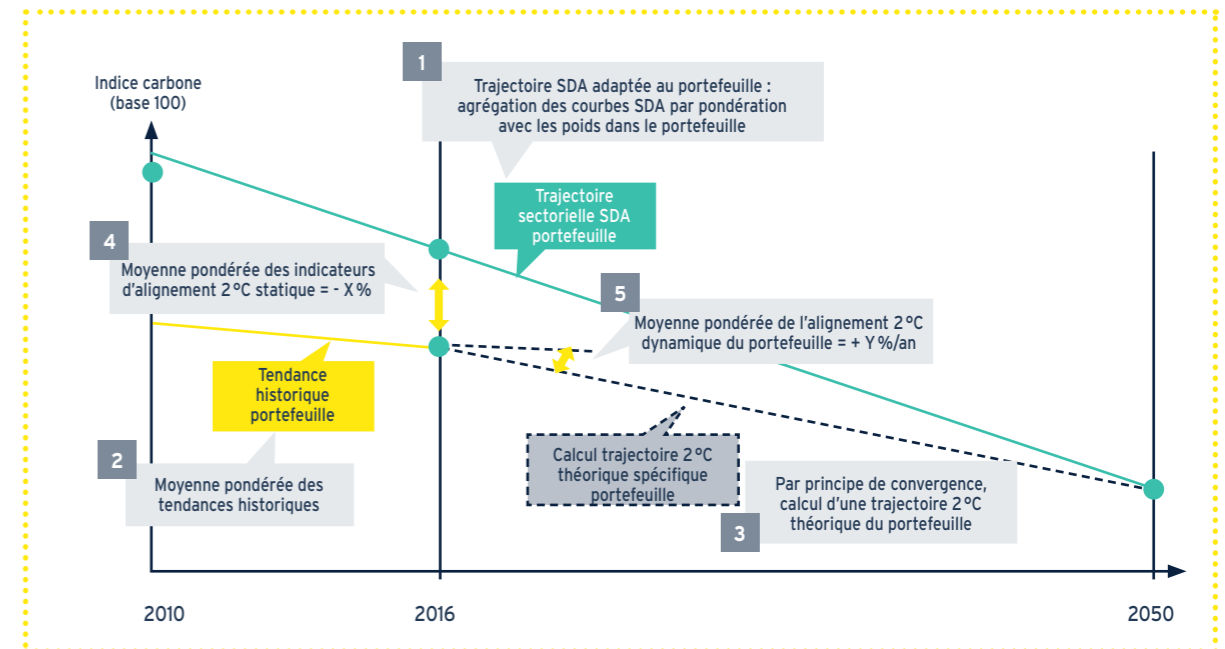 Indice carbone
(base 100)
1
Trajectoire SDA adaptée au portefeuille :
agrégation des courbes SDA par pondération
avec les poids dans le portefeuille
Trajectoire
sectorielle SDA
portefeuille
4
Moyenne pondérée des indicateurs
d'alignement 2°C statique = - X %
5
Moyenne pondérée de l'alignement 2°C
dynamique du portefeuille = + Y %/an
Tendance
historique
portefeuille
2
Moyenne pondérée des
tendances historiques
Calcul trajectoire 2°C
théorique spécifique
portefeuille
3
Par principe de convergence,
calcul d'une trajectoire 2°C
théorique du portefeuille
2010
2016
2050